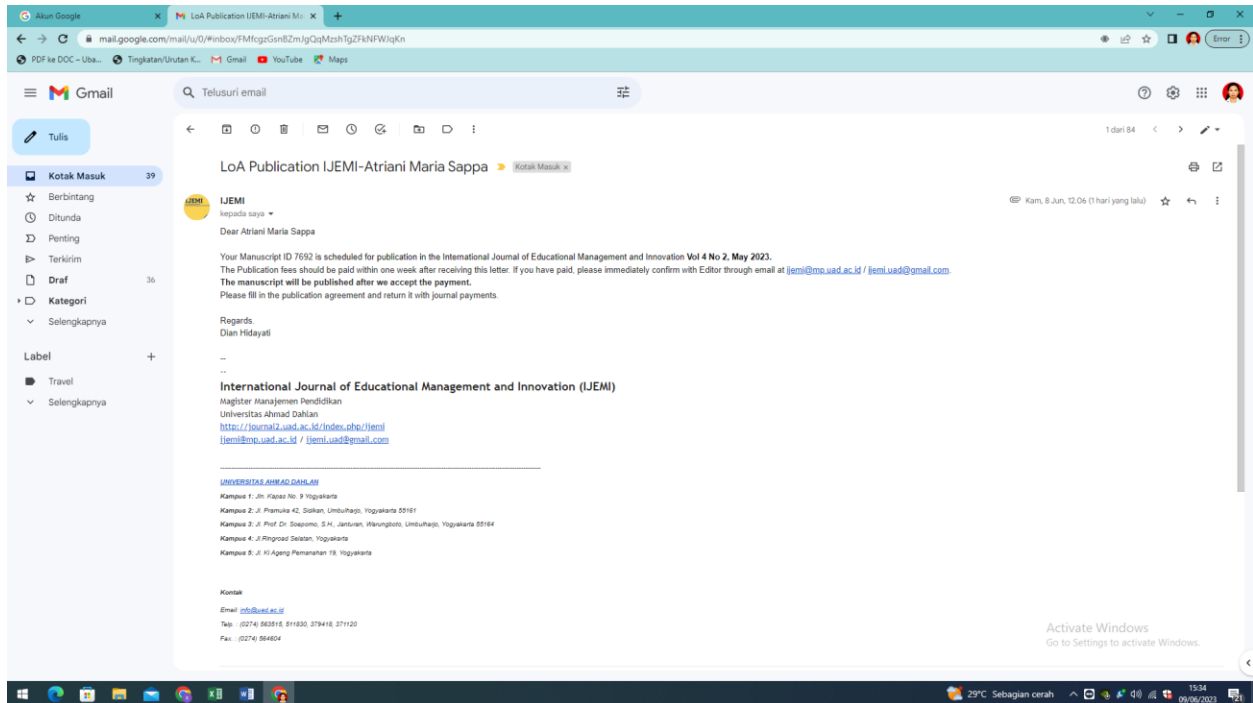 Akun Google
LoA Publication IJEMI-Atriani Ma
mail.google.com/mail/u/0/#inbox/FMfcgzGsnBZmJgQqMzshTgZFkNFWJqKn
Error
PDF ke DOC – Uba...
Tingkatan/Urutan K...
Gmail
YouTube
Maps
Gmail
Telusuri email
Tulis
1 dari 84
LoA Publication IJEMI-Atriani Maria Sappa
Kotak Masuk x
Kotak Masuk 39
Berbintang
Ditunda
Penting
Terkirim
Draf 36
Kategori
Selengkapnya
Label +
Travel
Selengkapnya
IJEMI
Kam, 8 Jun, 12.06 (1 hari yang lalu)
kepada saya
Dear Atriani Maria Sappa
Your Manuscript ID 7692 is scheduled for publication in the International Journal of Educational Management and Innovation Vol 4 No 2, May 2023.
The Publication fees should be paid within one week after receiving this letter. If you have paid, please immediately confirm with Editor through email at ijemi@mp.uad.ac.id / ijemi.uad@gmail.com.
The manuscript will be published after we accept the payment.
Please fill in the publication agreement and return it with journal payments.
Regards.
Dian Hidayati
--
--
International Journal of Educational Management and Innovation (IJEMI)
Magister Manajemen Pendidikan
Universitas Ahmad Dahlan
http://journal2.uad.ac.id/index.php/ijemi
ijemi@mp.uad.ac.id / ijemi.uad@gmail.com
UNIVERSITAS AHMAD DAHLAN
Kampus 1: Jln. Kapas No. 9 Yogyakarta
Kampus 2: Jl. Pramuka 42, Sidikan, Umbulharjo, Yogyakarta 55161
Kampus 3: Jl. Prof. Dr. Soepomo, S.H., Janturan, Warungboto, Umbulharjo, Yogyakarta 55164
Kampus 4: Jl.Ringroad Selatan, Yogyakarta
Kampus 5: Jl. Ki Ageng Pemanahan 19, Yogyakarta
Kontak
Email: info@uad.ac.id
Telp. : (0274) 563515, 511830, 379418, 371120
Fax. : (0274) 564604
Activate Windows
Go to Settings to activate Windows.
29°C Sebagian cerah
15:34
09/06/2023
21